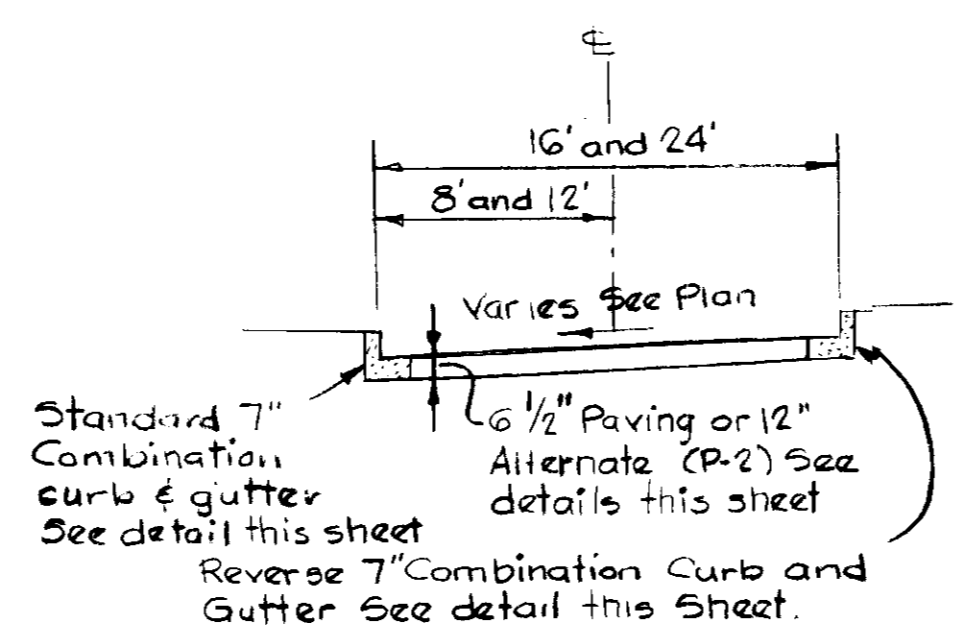 ℄
16' and 24'
8' and 12'
Varies See Plan
Standard 7"
Combination
curb & gutter
See detail this sheet
6 1/2" Paving or 12"
Alternate (P-2) See
details this sheet
Reverse 7" Combination Curb and
Gutter See detail this Sheet.